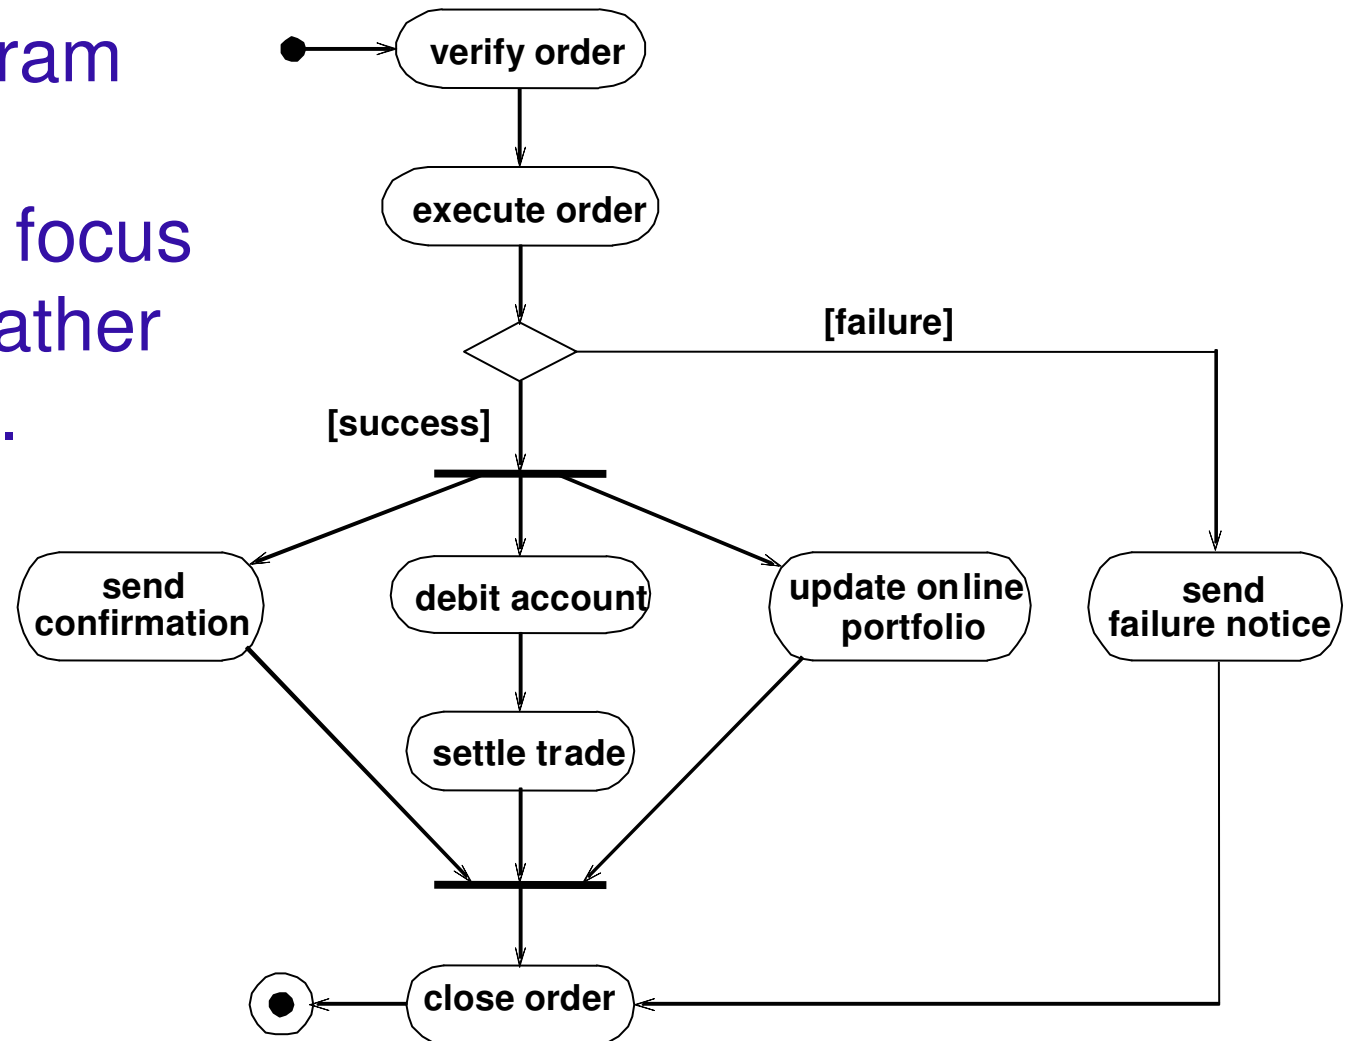 ram
focus
ather
.
verify order
execute order
[failure]
[success]
send
confirmation
debit account
update online
portfolio
send
failure notice
settle trade
close order